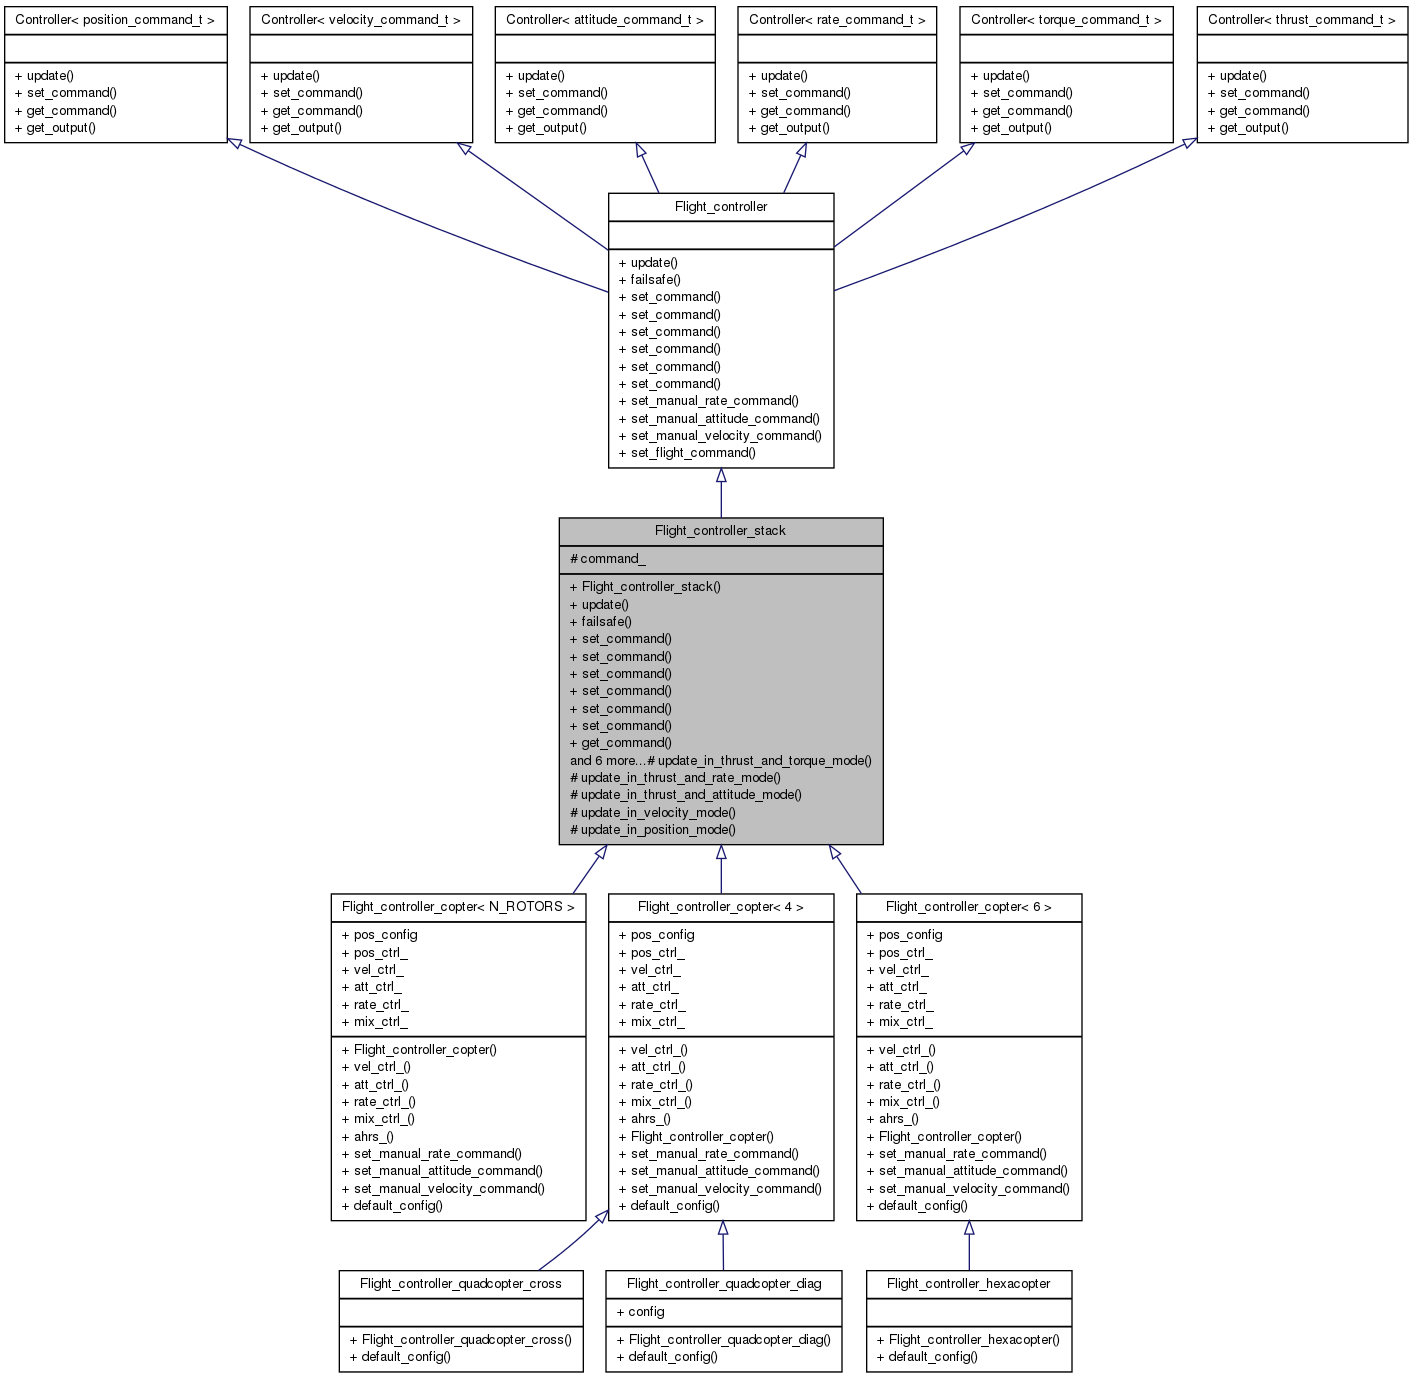 Controller< position_command_t >
+ update()
+ set_command()
+ get_command()
+ get_output()
Controller< velocity_command_t >
+ update()
+ set_command()
+ get_command()
+ get_output()
Controller< attitude_command_t >
+ update()
+ set_command()
+ get_command()
+ get_output()
Controller< rate_command_t >
+ update()
+ set_command()
+ get_command()
+ get_output()
Controller< torque_command_t >
+ update()
+ set_command()
+ get_command()
+ get_output()
Controller< thrust_command_t >
+ update()
+ set_command()
+ get_command()
+ get_output()
Flight_controller
+ update()
+ failsafe()
+ set_command()
+ set_command()
+ set_command()
+ set_command()
+ set_command()
+ set_command()
+ set_manual_rate_command()
+ set_manual_attitude_command()
+ set_manual_velocity_command()
+ set_flight_command()
Flight_controller_stack
# command_
+ Flight_controller_stack()
+ update()
+ failsafe()
+ set_command()
+ set_command()
+ set_command()
+ set_command()
+ set_command()
+ set_command()
+ get_command()
and 6 more...# update_in_thrust_and_torque_mode()
# update_in_thrust_and_rate_mode()
# update_in_thrust_and_attitude_mode()
# update_in_velocity_mode()
# update_in_position_mode()
Flight_controller_copter< N_ROTORS >
+ pos_config
+ pos_ctrl_
+ vel_ctrl_
+ att_ctrl_
+ rate_ctrl_
+ mix_ctrl_
+ Flight_controller_copter()
+ vel_ctrl_()
+ att_ctrl_()
+ rate_ctrl_()
+ mix_ctrl_()
+ ahrs_()
+ set_manual_rate_command()
+ set_manual_attitude_command()
+ set_manual_velocity_command()
+ default_config()
Flight_controller_copter< 4 >
+ pos_config
+ pos_ctrl_
+ vel_ctrl_
+ att_ctrl_
+ rate_ctrl_
+ mix_ctrl_
+ vel_ctrl_()
+ att_ctrl_()
+ rate_ctrl_()
+ mix_ctrl_()
+ ahrs_()
+ Flight_controller_copter()
+ set_manual_rate_command()
+ set_manual_attitude_command()
+ set_manual_velocity_command()
+ default_config()
Flight_controller_copter< 6 >
+ pos_config
+ pos_ctrl_
+ vel_ctrl_
+ att_ctrl_
+ rate_ctrl_
+ mix_ctrl_
+ vel_ctrl_()
+ att_ctrl_()
+ rate_ctrl_()
+ mix_ctrl_()
+ ahrs_()
+ Flight_controller_copter()
+ set_manual_rate_command()
+ set_manual_attitude_command()
+ set_manual_velocity_command()
+ default_config()
Flight_controller_quadcopter_cross
+ Flight_controller_quadcopter_cross()
+ default_config()
Flight_controller_quadcopter_diag
+ config
+ Flight_controller_quadcopter_diag()
+ default_config()
Flight_controller_hexacopter
+ Flight_controller_hexacopter()
+ default_config()